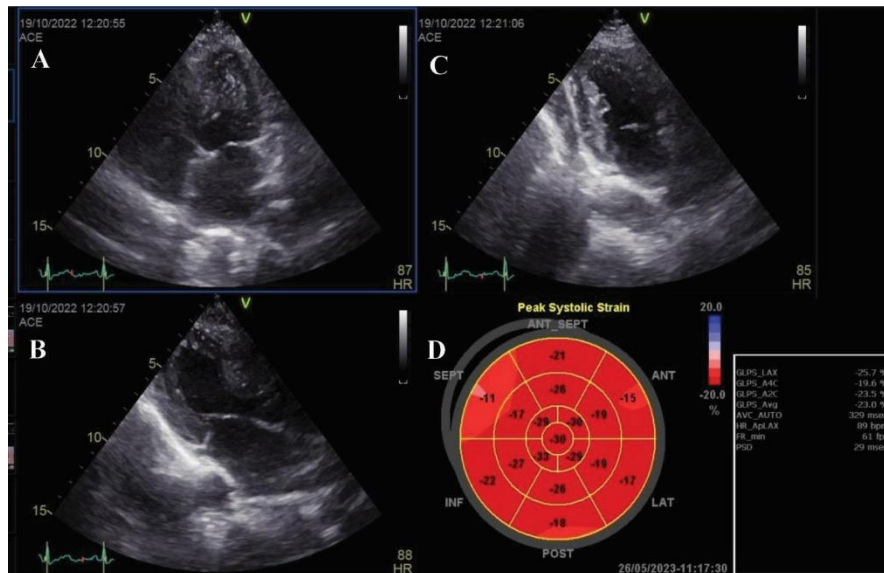 19/10/2022 12:20:55
ACE
A
V
5
10
15
87
HR
19/10/2022 12:21:06
ACE
C
V
5
10
15
85
HR
19/10/2022 12:20:57
ACE
B
V
5
10
15
88
HR
D
Peak Systolic Strain
ANT_SEPT
SEPT
ANT
INF
LAT
POST
-21
-11
-15
-26
-17
-19
-29
-30
-30
-33
-29
-27
-19
-22
-17
-26
-18
20.0
-20.0
%
26/05/2023-11:17:30
GLPS_LAX -25.7 %
GLPS_A4C -19.6 %
GLPS_A2C -23.5 %
GLPS_Avg -23.0 %
AVC_AUTO 329 mse
HR_ApLAX 89 bpm
FR_min 61 fp
PSD 29 mse